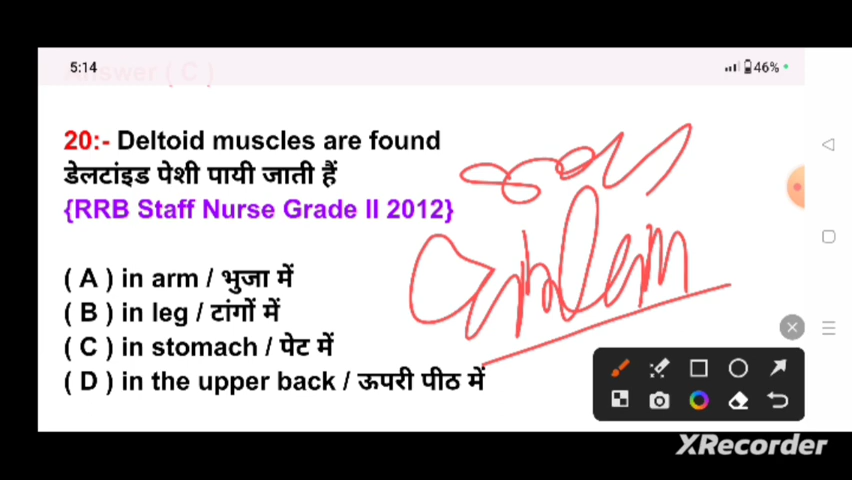 Answer ( C )
5:14
46%
20:- Deltoid muscles are found
डेलटांइड पेशी पायी जाती हैं
{RRB Staff Nurse Grade II 2012}
( A ) in arm / भुजा में
( B ) in leg / टांगों में
( C ) in stomach / पेट में
( D ) in the upper back / ऊपरी पीठ में
XRecorder